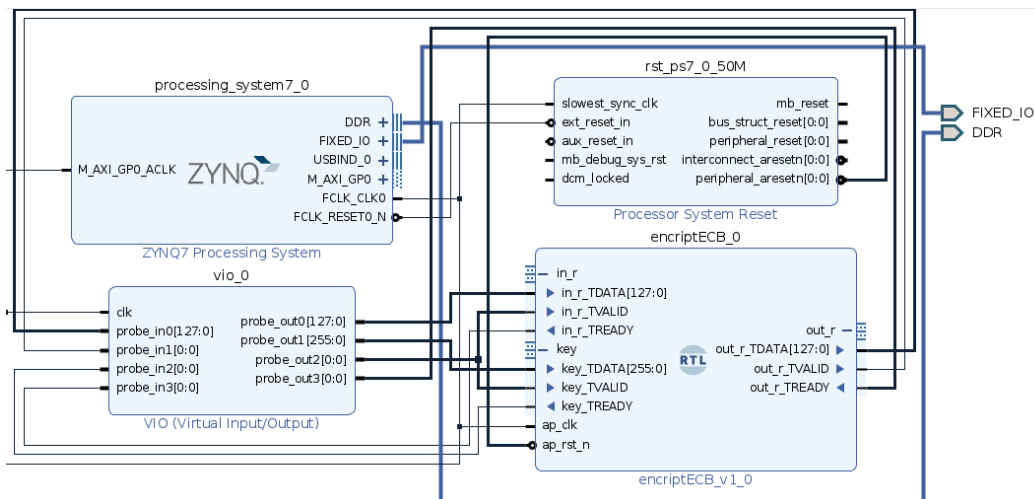 processing_system7_0
DDR
FIXED_IO
USBIND_0
M_AXI_GP0
FCLK_CLK0
FCLK_RESET0_N
M_AXI_GP0_ACLK
ZYNQ
ZYNQ7 Processing System
rst_ps7_0_50M
slowest_sync_clk
ext_reset_in
aux_reset_in
mb_debug_sys_rst
dcm_locked
mb_reset
bus_struct_reset[0:0]
peripheral_reset[0:0]
interconnect_aresetn[0:0]
peripheral_aresetn[0:0]
Processor System Reset
FIXED_IO
DDR
vio_0
clk
probe_in0[127:0]
probe_in1[0:0]
probe_in2[0:0]
probe_in3[0:0]
probe_out0[127:0]
probe_out1[255:0]
probe_out2[0:0]
probe_out3[0:0]
VIO (Virtual Input/Output)
encriptECB_0
in_r
in_r_TDATA[127:0]
in_r_TVALID
in_r_TREADY
key
key_TDATA[255:0]
key_TVALID
key_TREADY
ap_clk
ap_rst_n
RTL
out_r
out_r_TDATA[127:0]
out_r_TVALID
out_r_TREADY
encriptECB_v1_0